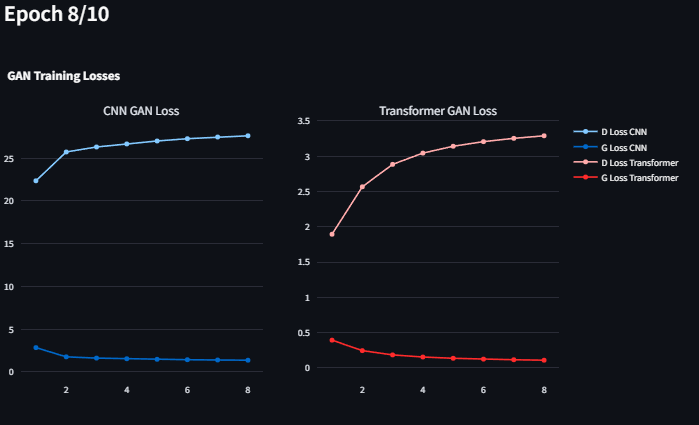 Epoch 8/10
GAN Training Losses
CNN GAN Loss
Transformer GAN Loss
25
20
15
10
5
0
2
4
6
8
3.5
3
2.5
2
1.5
1
0.5
0
2
4
6
8
D Loss CNN
G Loss CNN
D Loss Transformer
G Loss Transformer